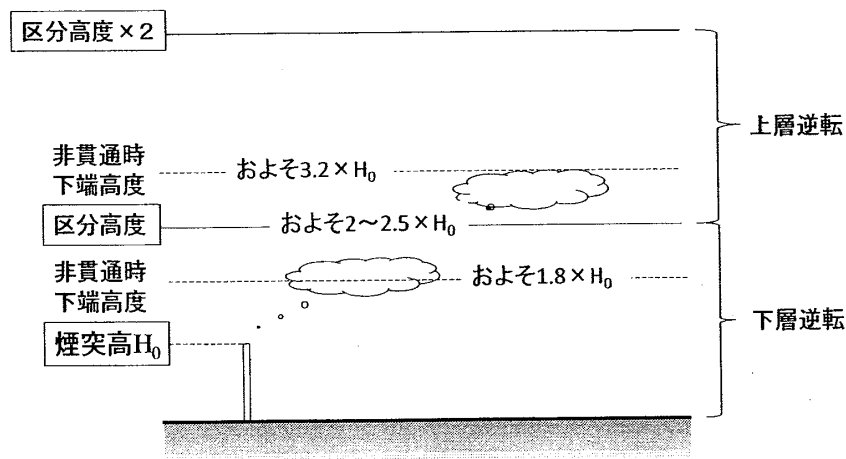 区分高度×2
上層逆転
非貫通時
下端高度
およそ3.2×H₀
区分高度
およそ2～2.5×H₀
非貫通時
下端高度
およそ1.8×H₀
下層逆転
煙突高H₀